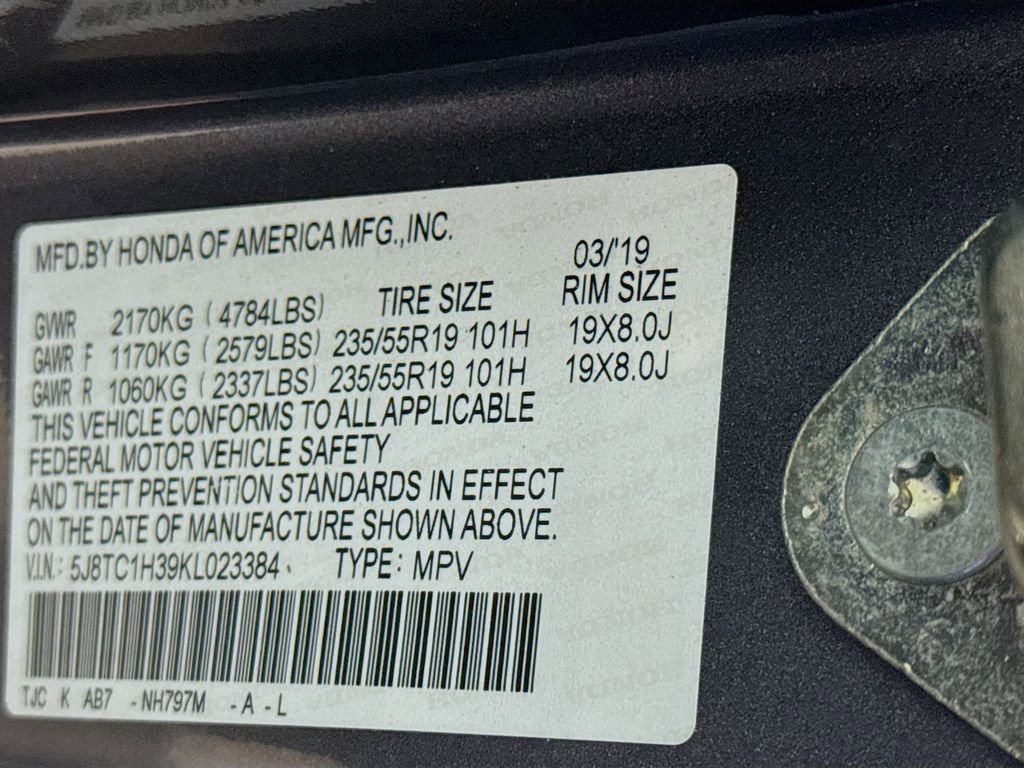 MFD.BY HONDA OF AMERICA MFG.,INC.
03/'19
GVWR 2170KG (4784LBS) TIRE SIZE RIM SIZE
GAWR F 1170KG (2579LBS) 235/55R19 101H 19X8.0J
GAWR R 1060KG (2337LBS) 235/55R19 101H 19X8.0J
THIS VEHICLE CONFORMS TO ALL APPLICABLE
FEDERAL MOTOR VEHICLE SAFETY
AND THEFT PREVENTION STANDARDS IN EFFECT
ON THE DATE OF MANUFACTURE SHOWN ABOVE.
V.I.N.: 5J8TC1H39KL023384 TYPE: MPV
TJC K AB7 -NH797M -A-L